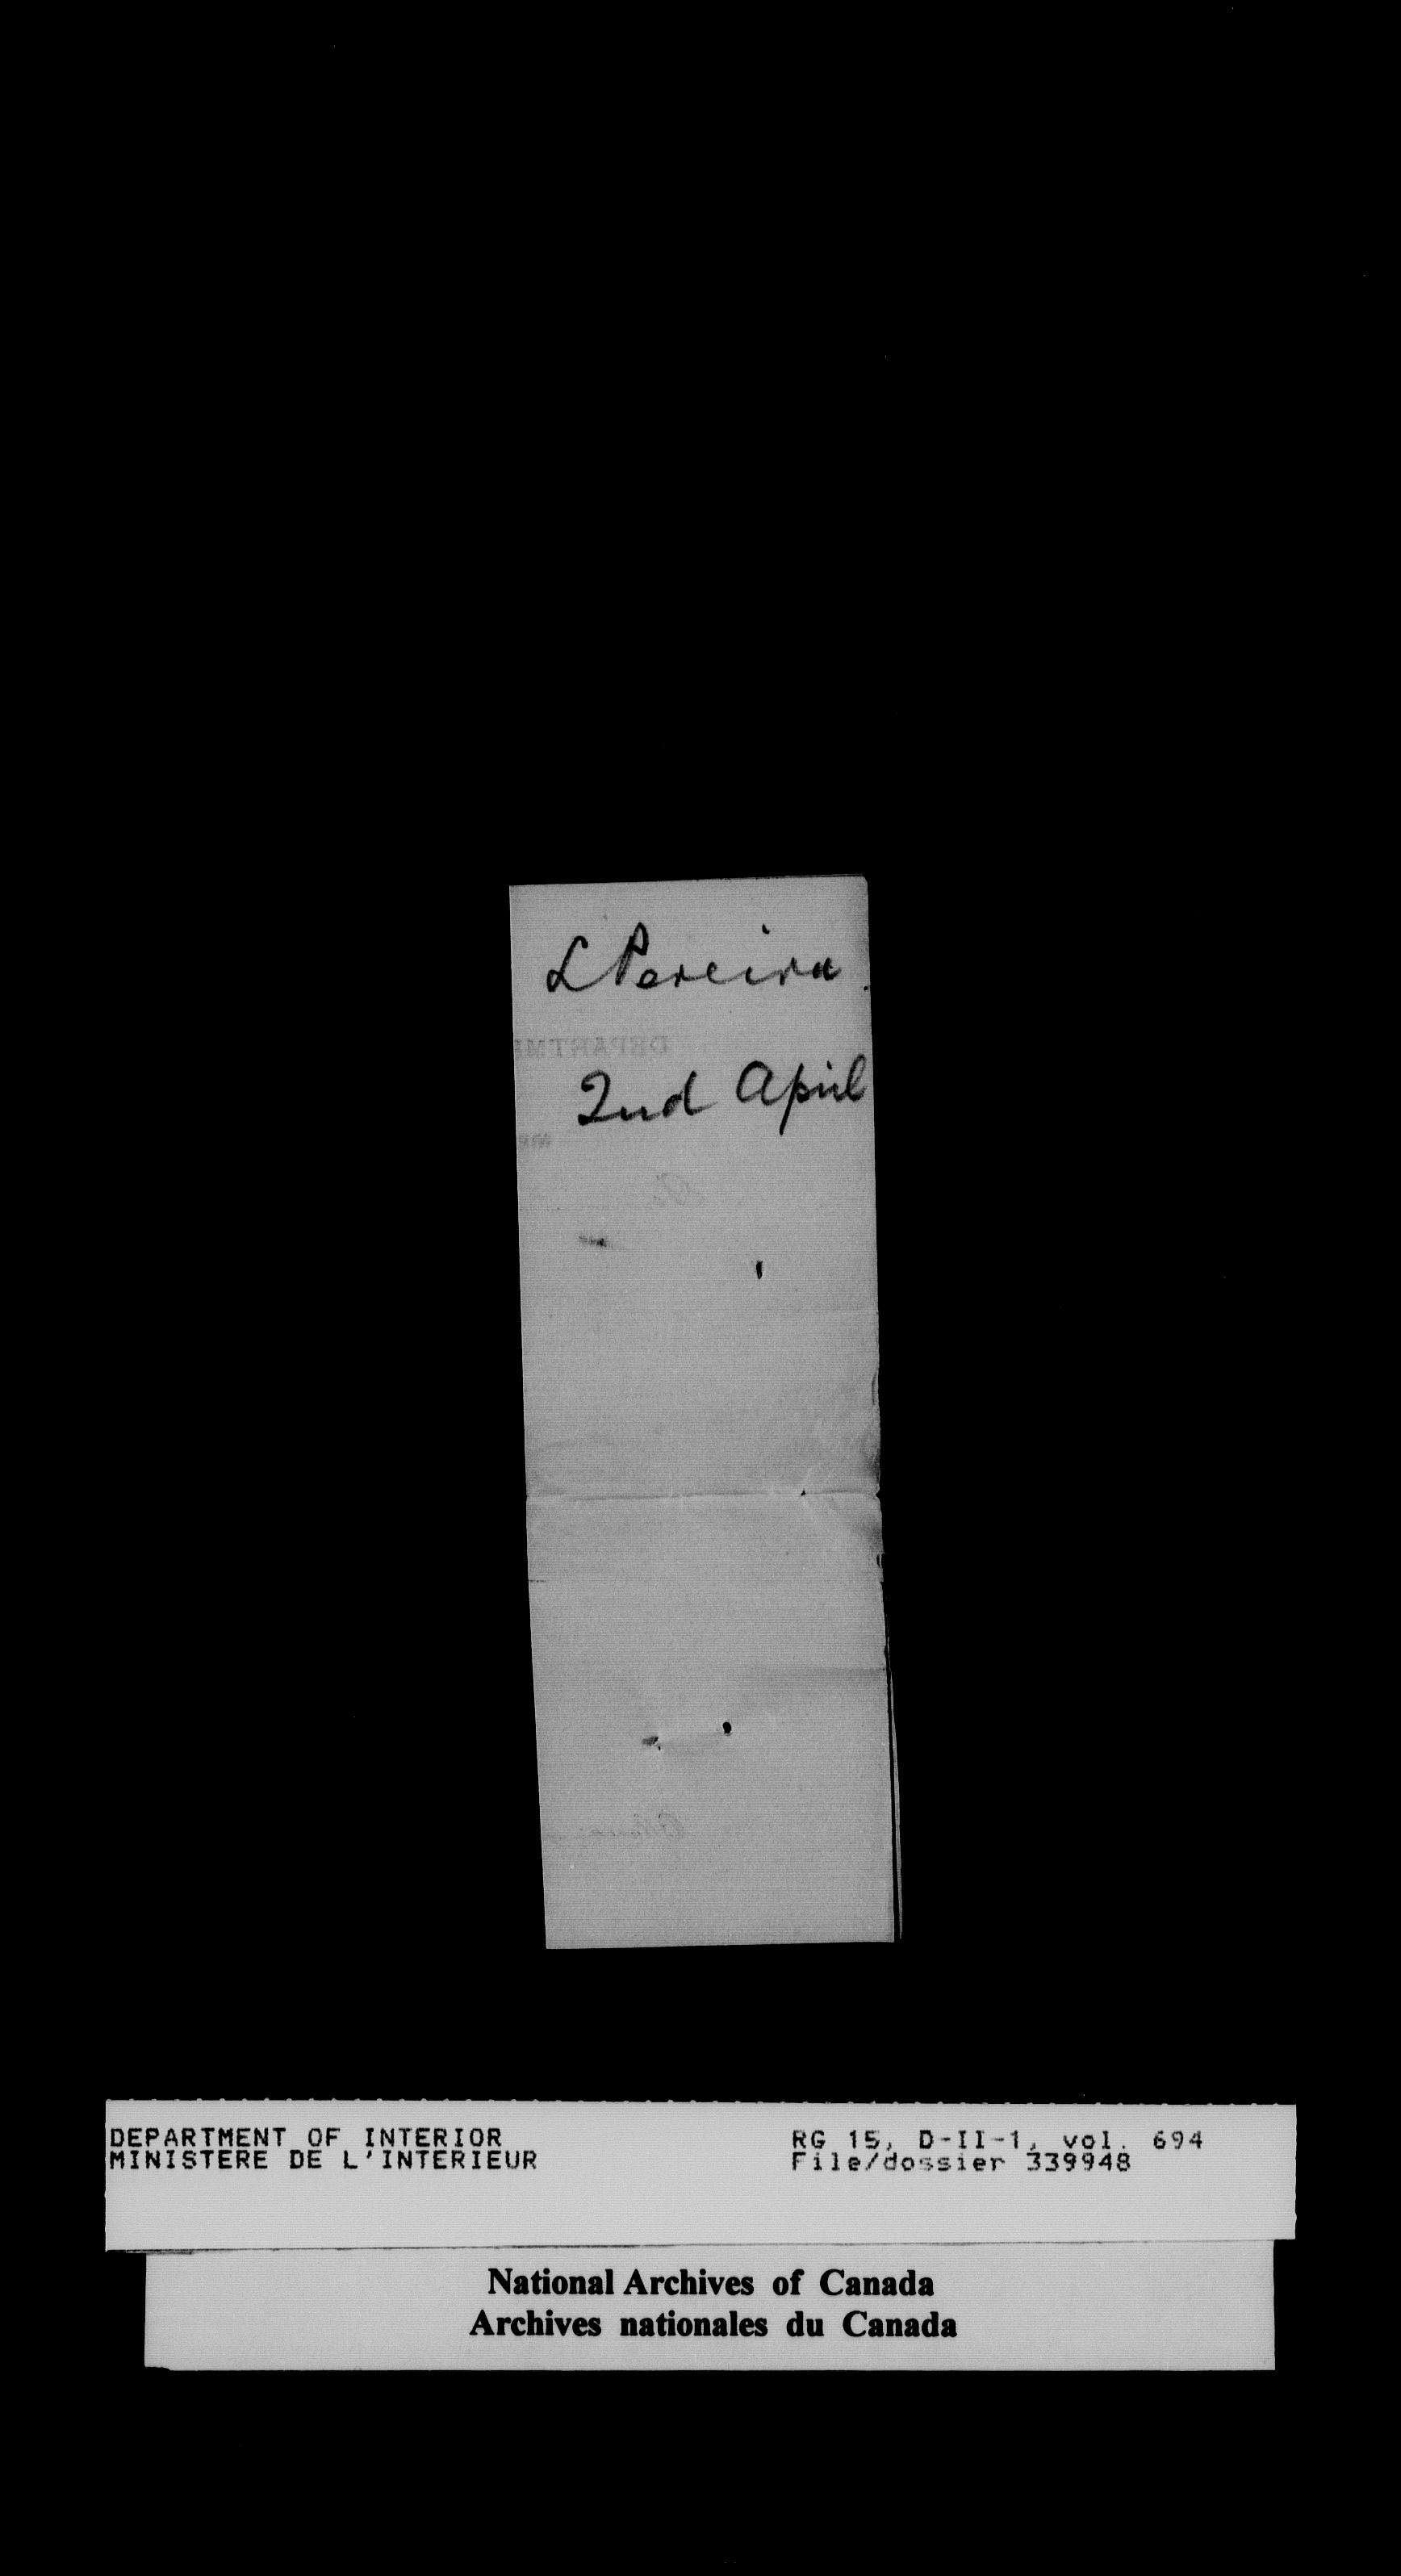 L Pereira.
DEPARTME
2nd April
DEPARTMENT OF INTERIOR
MINISTERE DE L'INTERIEUR
RG 15, D-II-1, vol. 694
File/dossier 339948
National Archives of Canada
Archives nationales du Canada